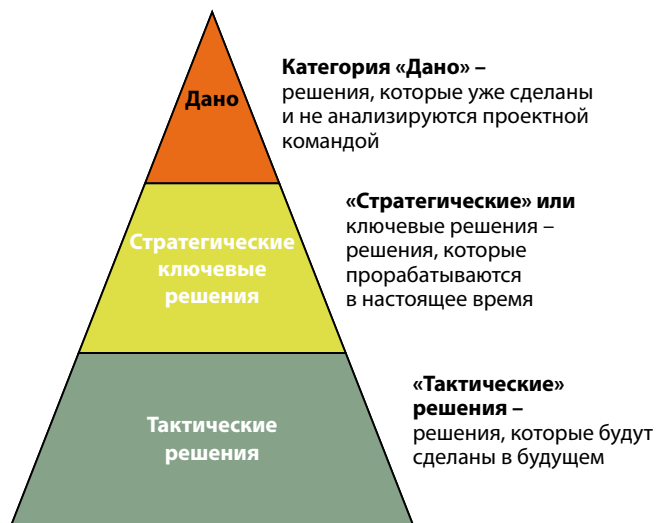 Дано
Категория «Дано» –
решения, которые уже сделаны
и не анализируются проектной
командой
Стратегические
ключевые
решения
«Стратегические» или
ключевые решения –
решения, которые
прорабатываются
в настоящее время
Тактические
решения
«Тактические»
решения –
решения, которые будут
сделаны в будущем